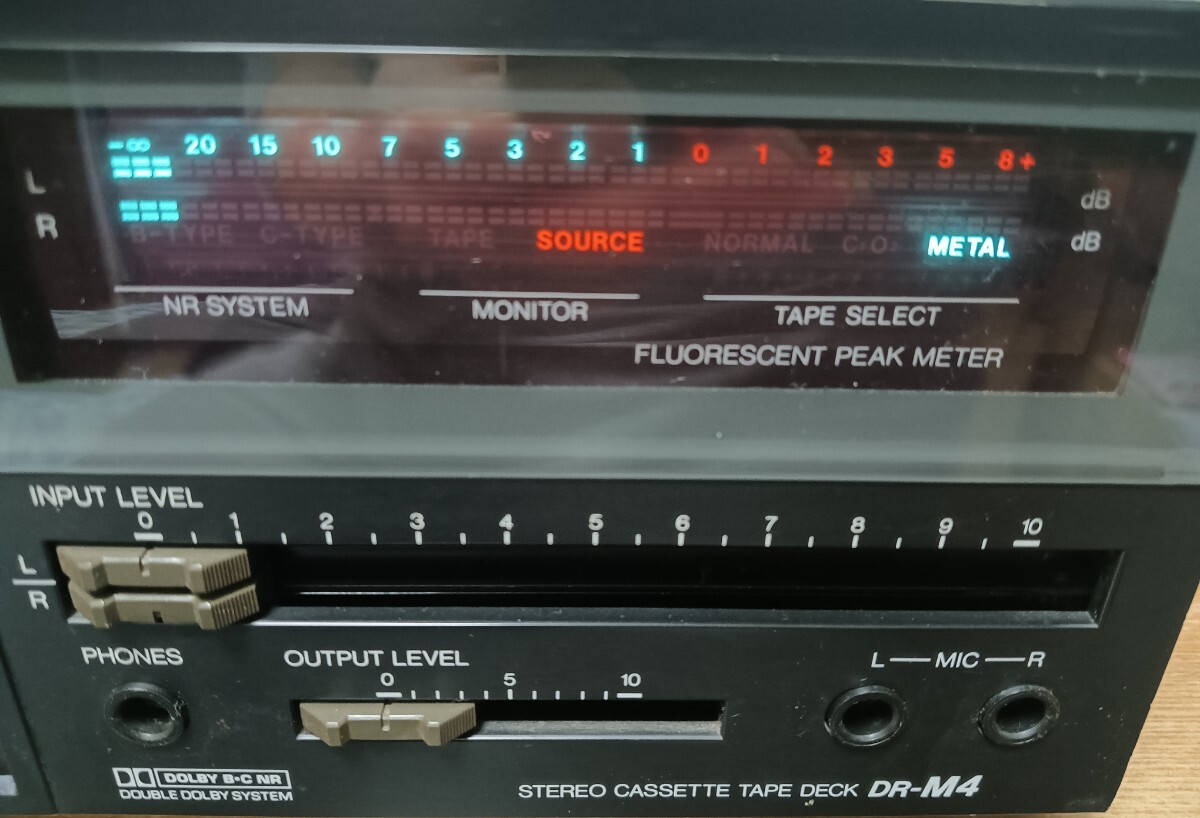 -∞ 20 15 10 7 5 3 2 1 0 1 2 3 5 8+
L dB
R dB
B-TYPE C-TYPE TAPE SOURCE NORMAL CrO2 METAL
NR SYSTEM MONITOR TAPE SELECT
FLUORESCENT PEAK METER
INPUT LEVEL
0 1 2 3 4 5 6 7 8 9 10
L
R
PHONES OUTPUT LEVEL L MIC R
0 5 10
DOLBY B·C NR
DOUBLE DOLBY SYSTEM
STEREO CASSETTE TAPE DECK DR-M4